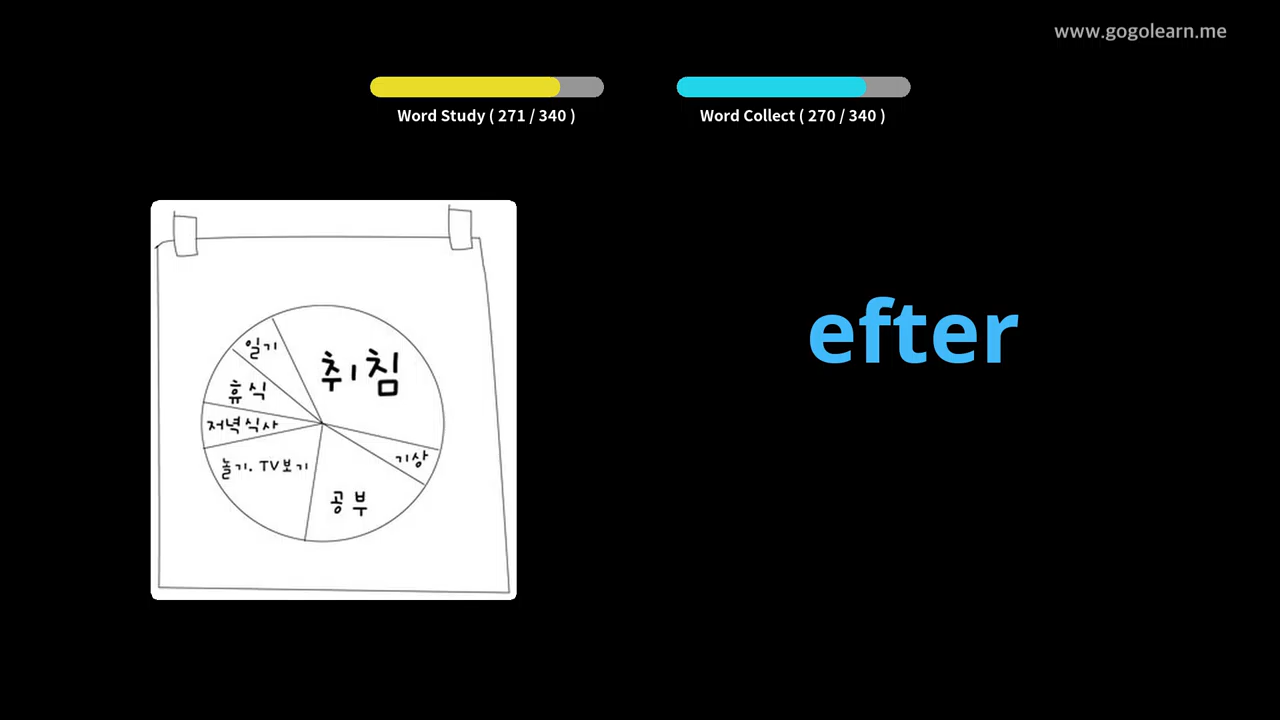 www.gogolearn.me
Word Study ( 271 / 340 )
Word Collect ( 270 / 340 )
efter
일기
취침
휴식
저녁식사
놀기. TV보기
기상
공부